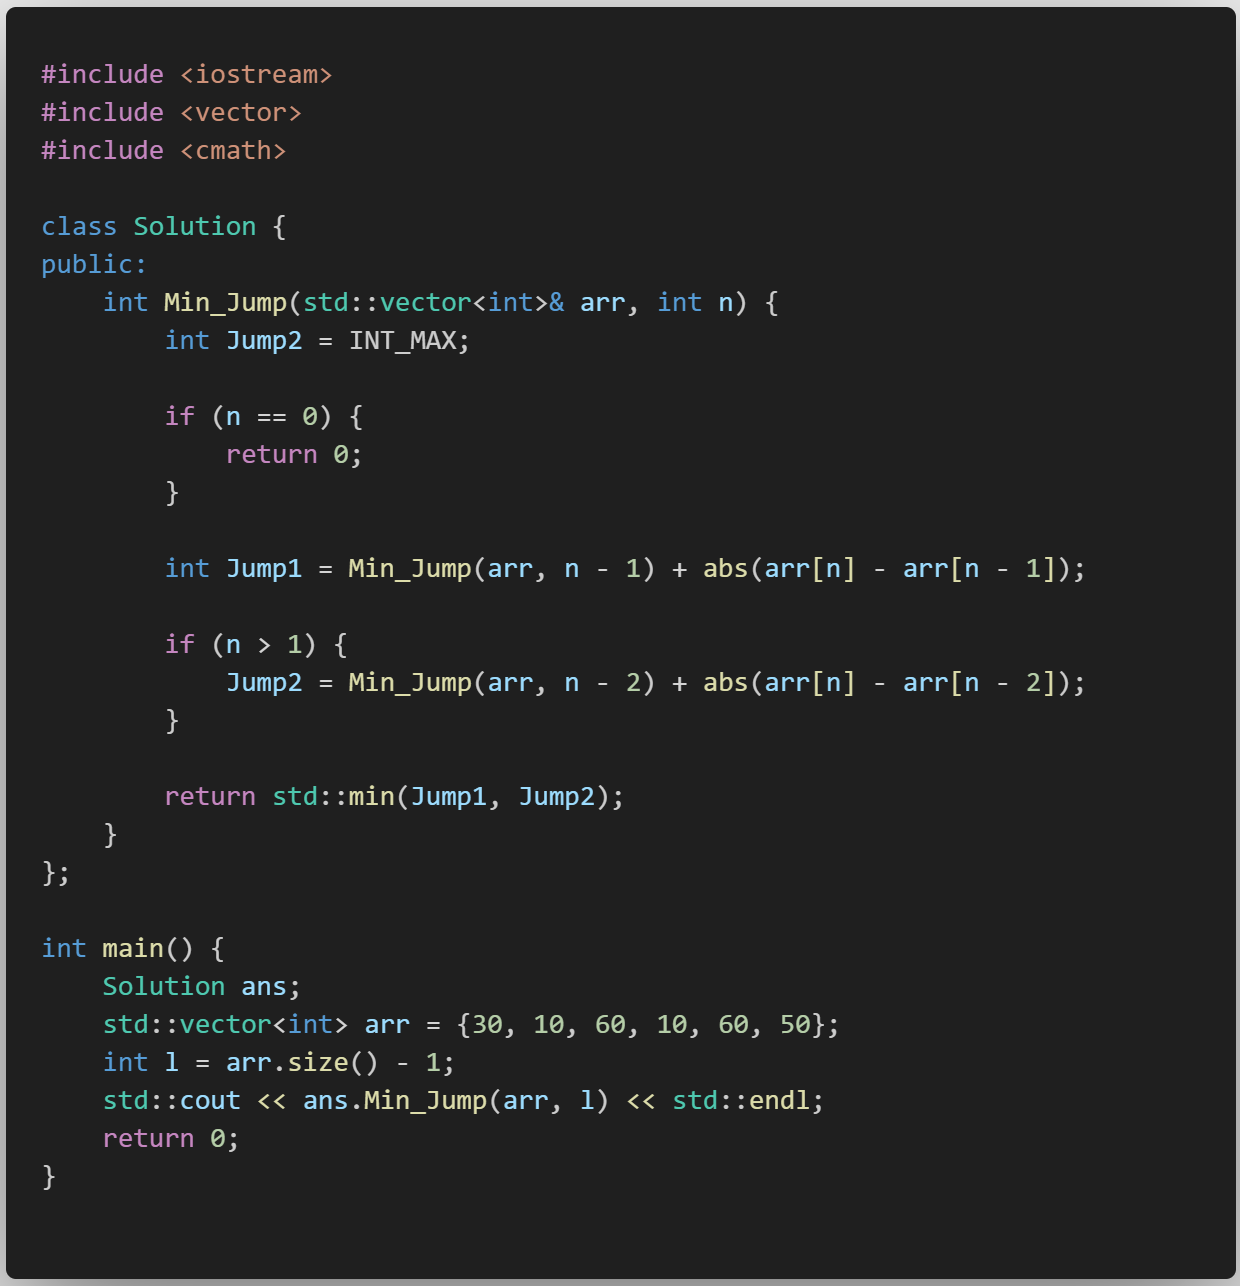 #include <iostream>
#include <vector>
#include <cmath>

class Solution {
public:
    int Min_Jump(std::vector<int>& arr, int n) {
        int Jump2 = INT_MAX;

        if (n == 0) {
            return 0;
        }

        int Jump1 = Min_Jump(arr, n - 1) + abs(arr[n] - arr[n - 1]);

        if (n > 1) {
            Jump2 = Min_Jump(arr, n - 2) + abs(arr[n] - arr[n - 2]);
        }

        return std::min(Jump1, Jump2);
    }
};

int main() {
    Solution ans;
    std::vector<int> arr = {30, 10, 60, 10, 60, 50};
    int l = arr.size() - 1;
    std::cout << ans.Min_Jump(arr, l) << std::endl;
    return 0;
}